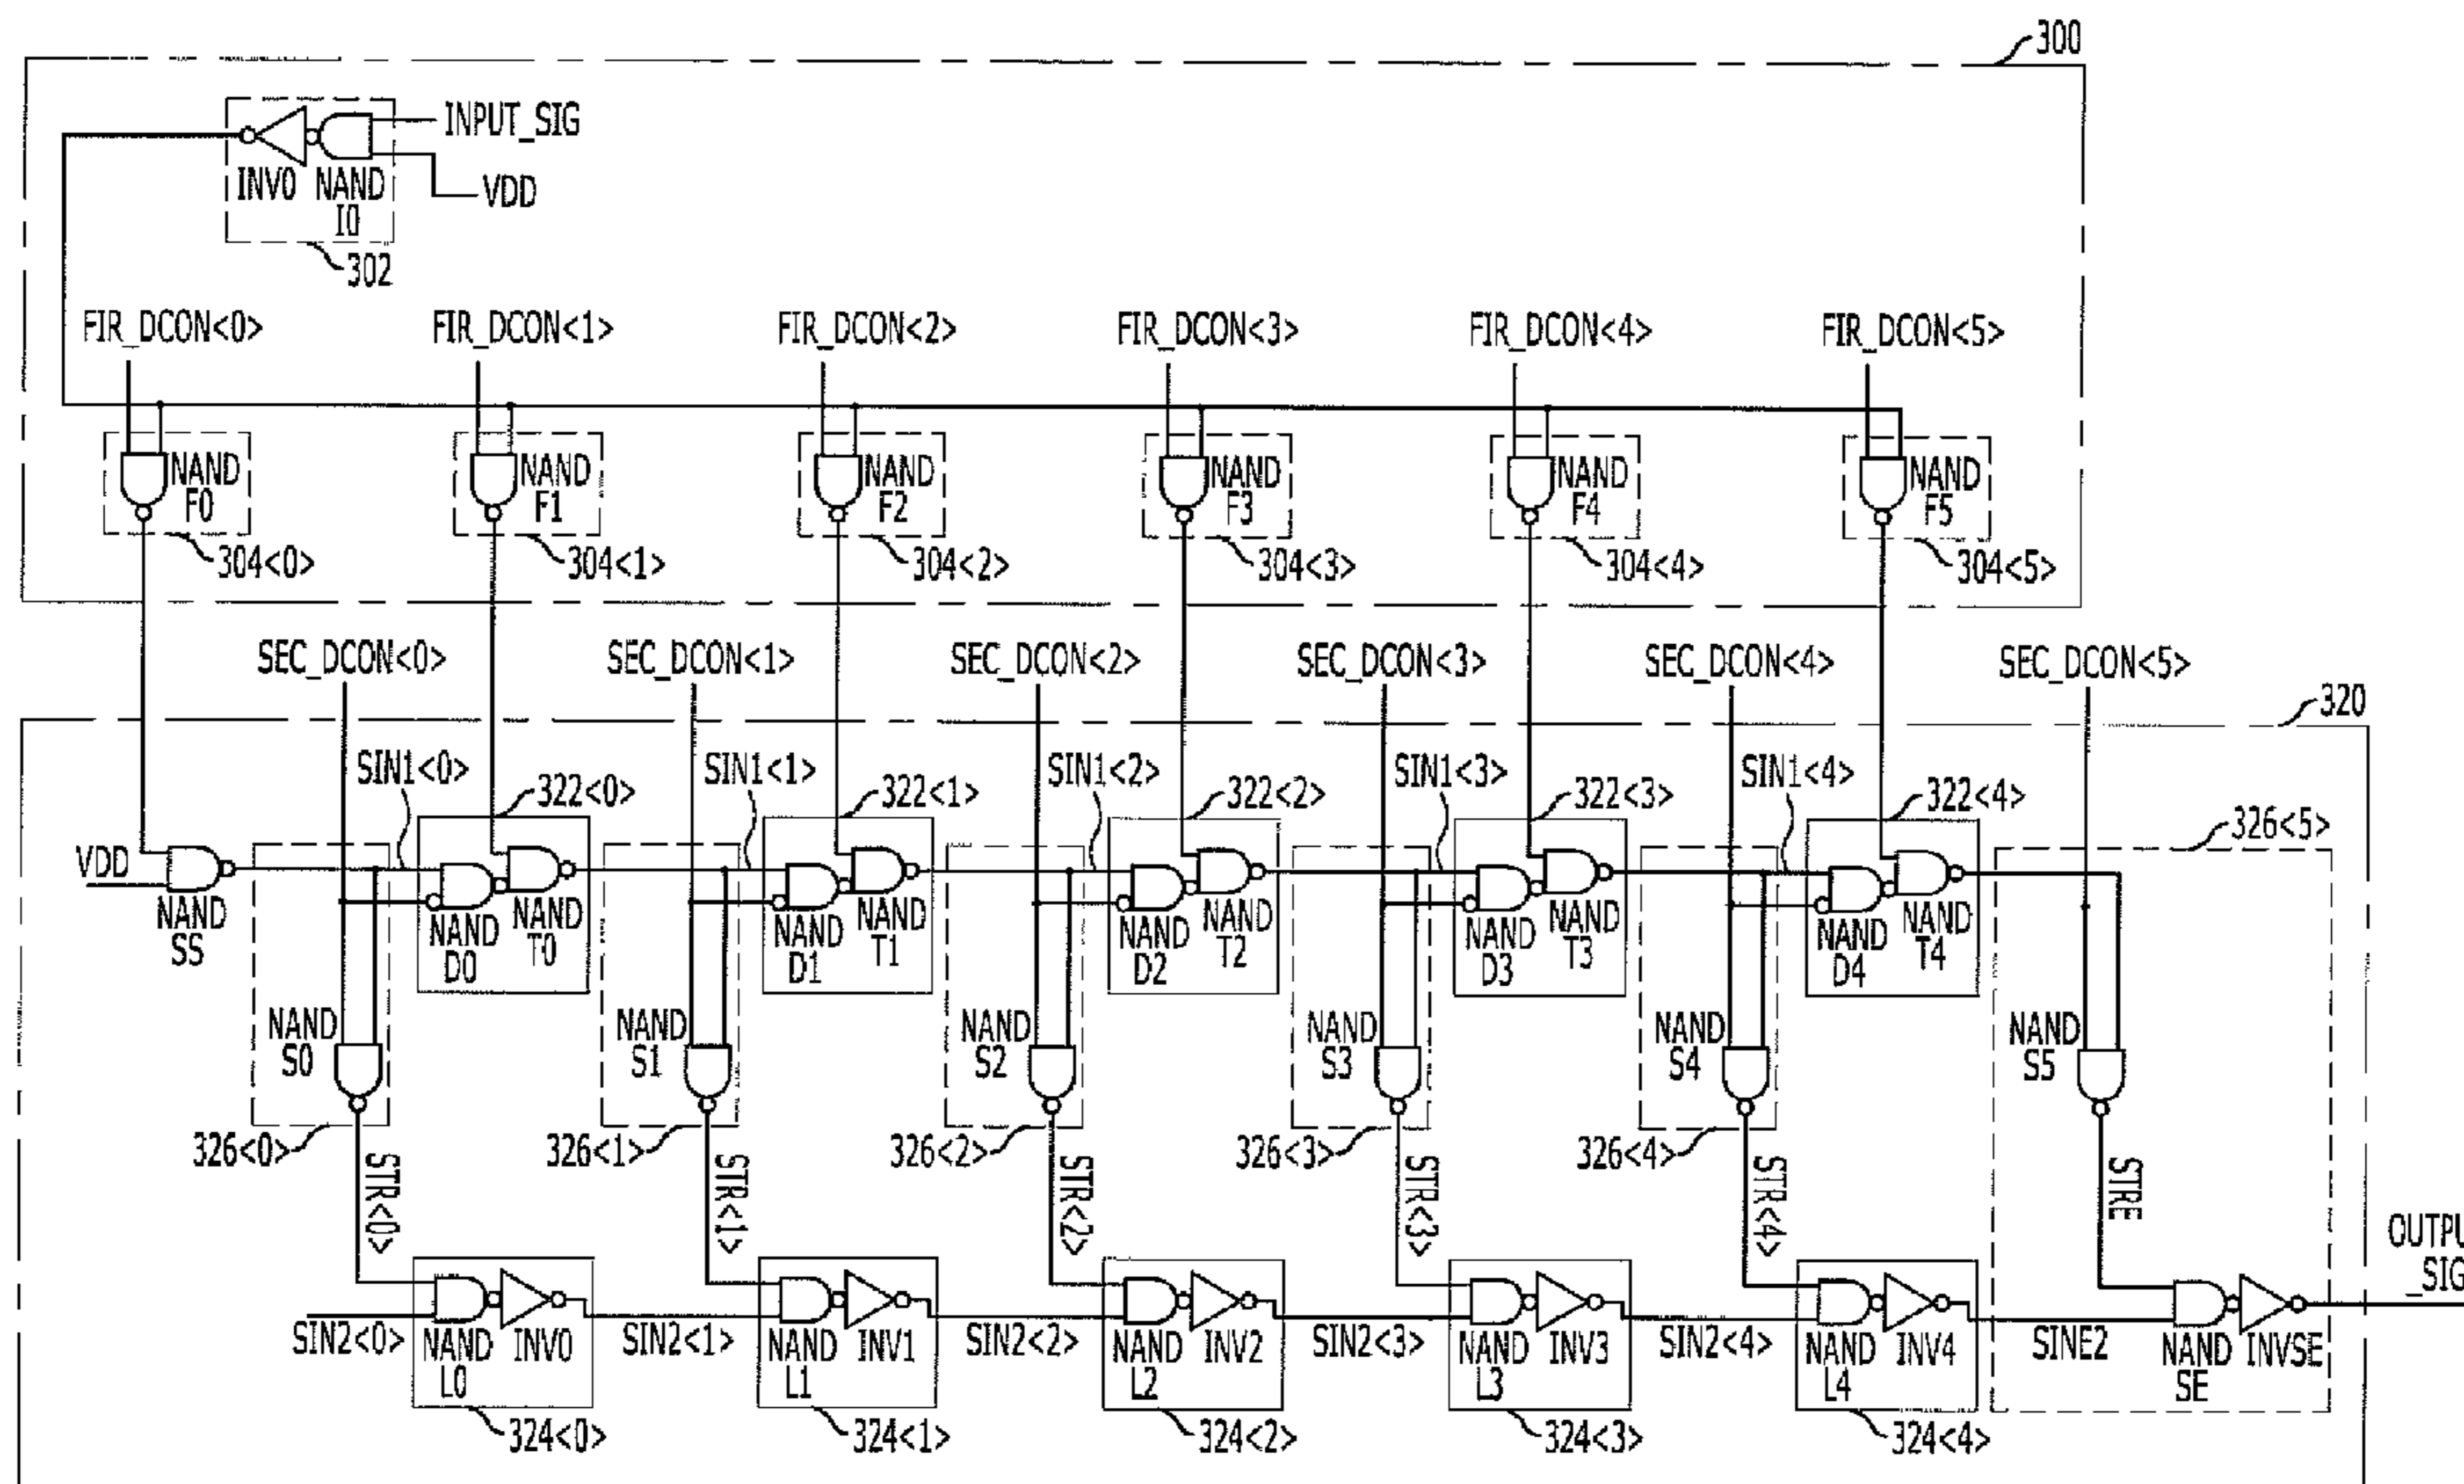 300
INPUT_SIG
INV0 NAND I0
VDD
302
FIR_DCON<0> FIR_DCON<1> FIR_DCON<2> FIR_DCON<3> FIR_DCON<4> FIR_DCON<5>
NAND F0 NAND F1 NAND F2 NAND F3 NAND F4 NAND F5
304<0> 304<1> 304<2> 304<3> 304<4> 304<5>
SEC_DCON<0> SEC_DCON<1> SEC_DCON<2> SEC_DCON<3> SEC_DCON<4> SEC_DCON<5>
320
SIN1<0> SIN1<1> SIN1<2> SIN1<3> SIN1<4>
322<0> 322<1> 322<2> 322<3> 322<4>
326<5>
VDD
NAND SS NAND D0 NAND T0 NAND D1 NAND T1 NAND D2 NAND T2 NAND D3 NAND T3 NAND D4 NAND T4
NAND S0 NAND S1 NAND S2 NAND S3 NAND S4 NAND S5
326<0> 326<1> 326<2> 326<3> 326<4>
STR<0> STR<1> STR<2> STR<3> STR<4> STRE
OUTPU
_SIG
SIN2<0> NAND L0 INV0 SIN2<1> NAND L1 INV1 SIN2<2> NAND L2 INV2 SIN2<3> NAND L3 INV3 SIN2<4> NAND L4 INV4 SINE2 NAND SE INVSE
324<0> 324<1> 324<2> 324<3> 324<4>